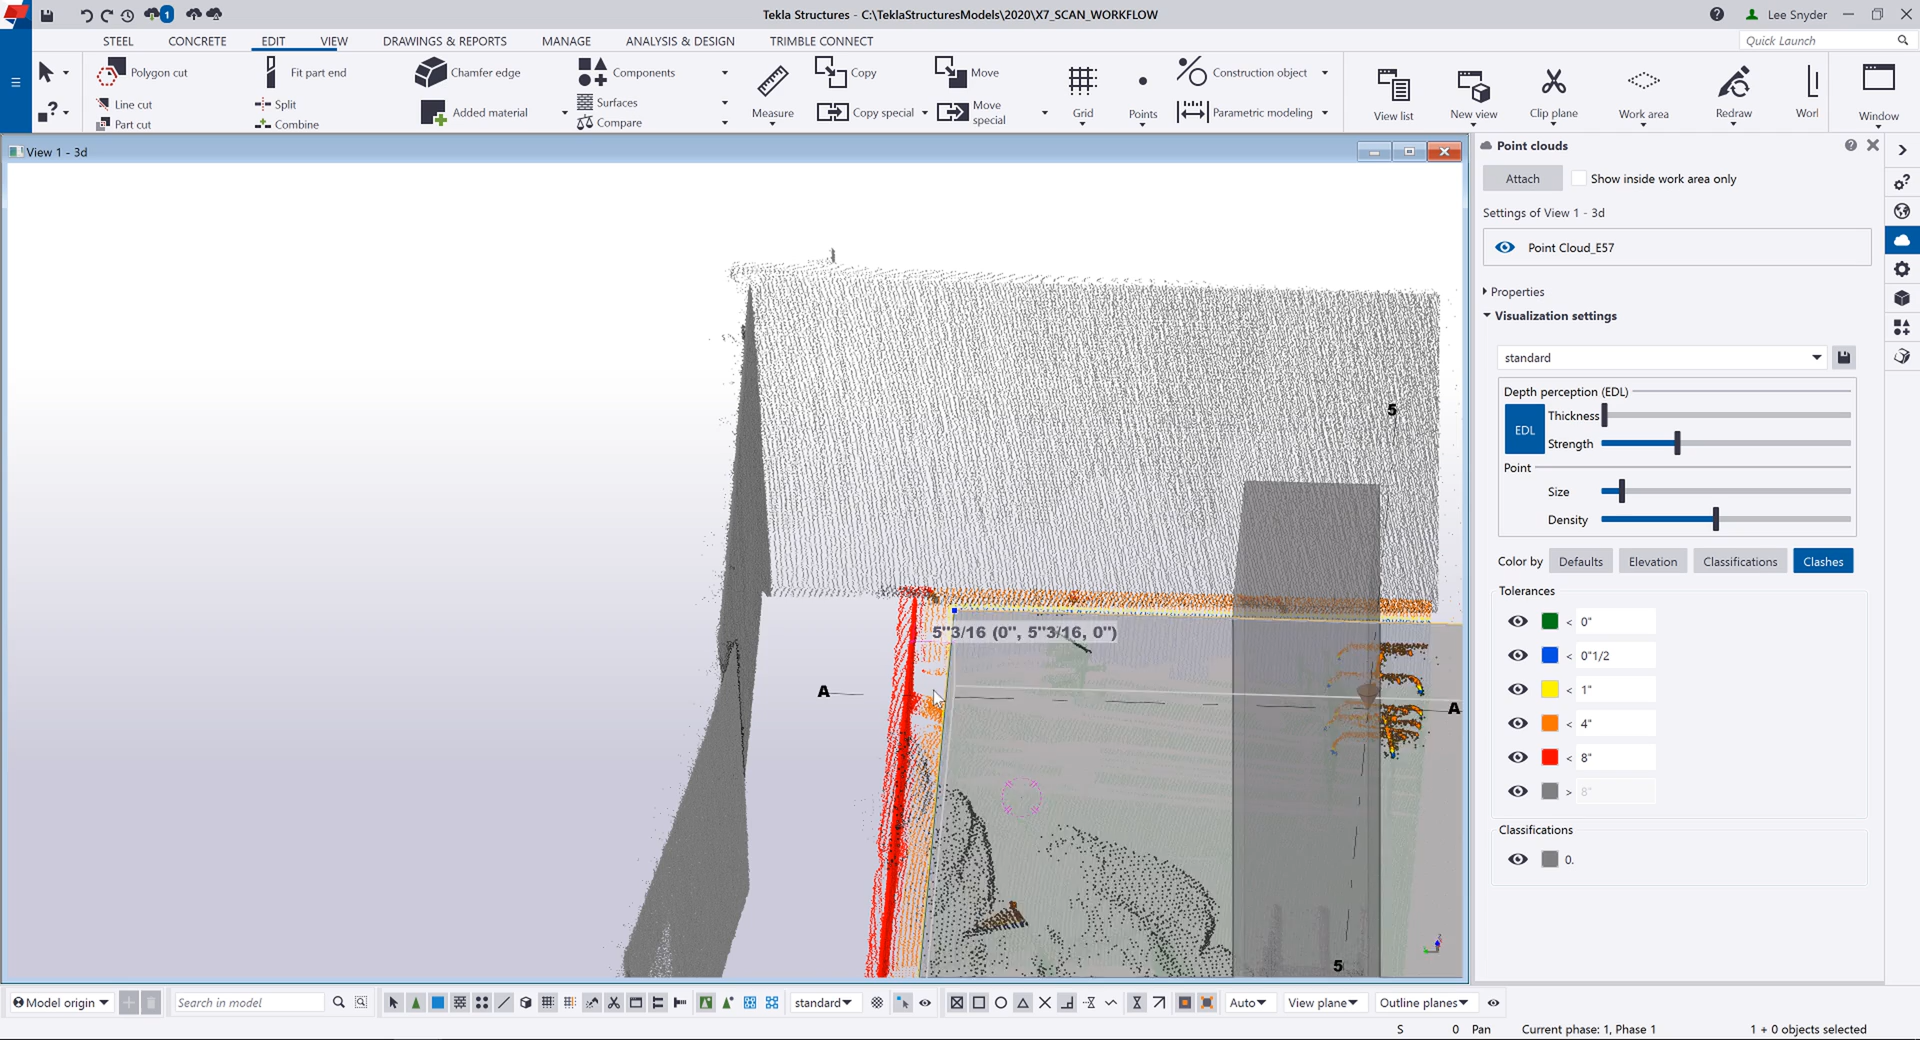 1
Tekla Structures - C:\TeklaStructuresModels\2020\X7_SCAN_WORKFLOW
Lee Snyder
STEEL CONCRETE EDIT VIEW DRAWINGS & REPORTS MANAGE ANALYSIS & DESIGN TRIMBLE CONNECT
Quick Launch
Polygon cut Fit part end Chamfer edge Components Copy Move Construction object
Line cut Split Surfaces
Part cut Combine Added material Compare Measure Copy special Move special Grid Points Parametric modeling View list New view Clip plane Work area Redraw Worl Window
View 1 - 3d
Point clouds
Attach Show inside work area only
Settings of View 1 - 3d
Point Cloud_E57
Properties
Visualization settings
standard
Depth perception (EDL)
EDL Thickness
Strength
Point
Size
Density
Color by Defaults Elevation Classifications Clashes
Tolerances
< 0"
< 0"1/2
< 1"
< 4"
< 8"
> 8"
Classifications
0.
5
5"3/16 (0", 5"3/16, 0")
A
A
5
Model origin Search in model standard Auto View plane Outline planes
S 0 Pan Current phase: 1, Phase 1 1 + 0 objects selected